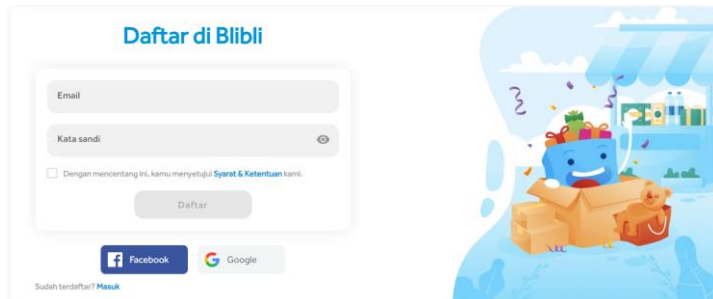 Daftar di Blibli
Email
Kata sandi
Dengan mencentang ini, kamu menyetujui Syarat & Ketentuan kami.
Daftar
Facebook
Google
Sudah terdaftar? Masuk